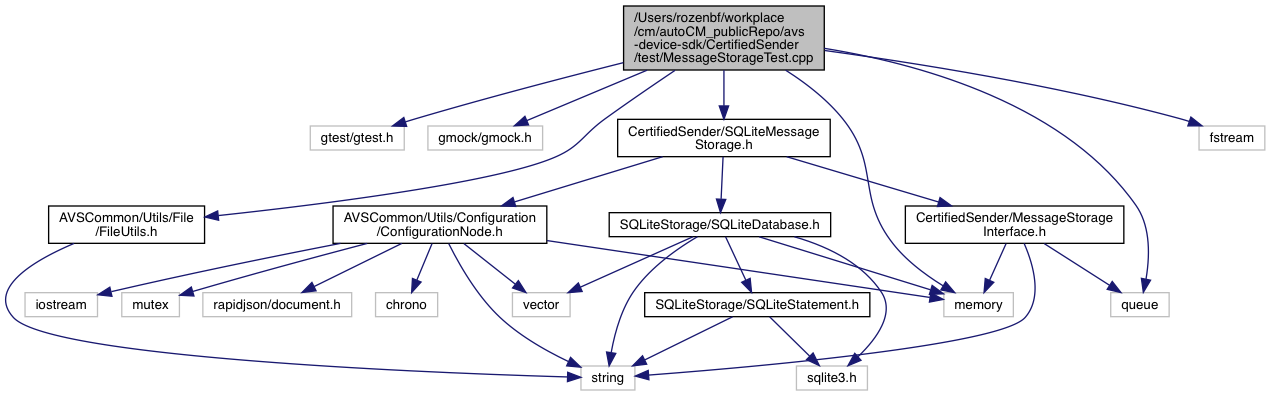 /Users/rozenbf/workplace
/cm/autoCM_publicRepo/avs
-device-sdk/CertifiedSender
/test/MessageStorageTest.cpp
gtest/gtest.h
gmock/gmock.h
CertifiedSender/SQLiteMessage
Storage.h
fstream
AVSCommon/Utils/File
/FileUtils.h
AVSCommon/Utils/Configuration
/ConfigurationNode.h
SQLiteStorage/SQLiteDatabase.h
CertifiedSender/MessageStorage
Interface.h
iostream
mutex
rapidjson/document.h
chrono
vector
SQLiteStorage/SQLiteStatement.h
memory
queue
string
sqlite3.h